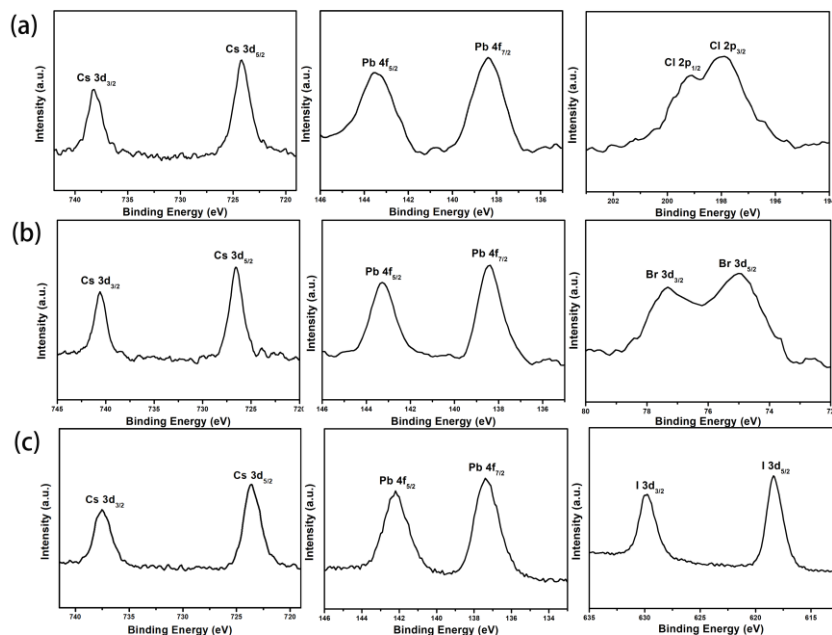 (a)
Intensity (a.u.)
Cs 3d3/2
Cs 3d5/2
740 730 720
Binding Energy (eV)
Intensity (a.u.)
Pb 4f5/2
Pb 4f7/2
146 144 142 140 138 136
Binding Energy (eV)
Intensity (a.u.)
Cl 2p1/2
Cl 2p3/2
202 200 198 196 194
Binding Energy (eV)
(b)
Intensity (a.u.)
Cs 3d3/2
Cs 3d5/2
745 740 735 730 725 720
Binding Energy (eV)
Intensity (a.u.)
Pb 4f5/2
Pb 4f7/2
146 144 142 140 138 136
Binding Energy (eV)
Intensity (a.u.)
Br 3d3/2
Br 3d5/2
80 78 76 74 72
Binding Energy (eV)
(c)
Intensity (a.u.)
Cs 3d3/2
Cs 3d5/2
740 730 720
Binding Energy (eV)
Intensity (a.u.)
Pb 4f5/2
Pb 4f7/2
146 144 142 140 138 136 134
Binding Energy (eV)
Intensity (a.u.)
I 3d3/2
I 3d5/2
635 630 625 620 615
Binding Energy (eV)